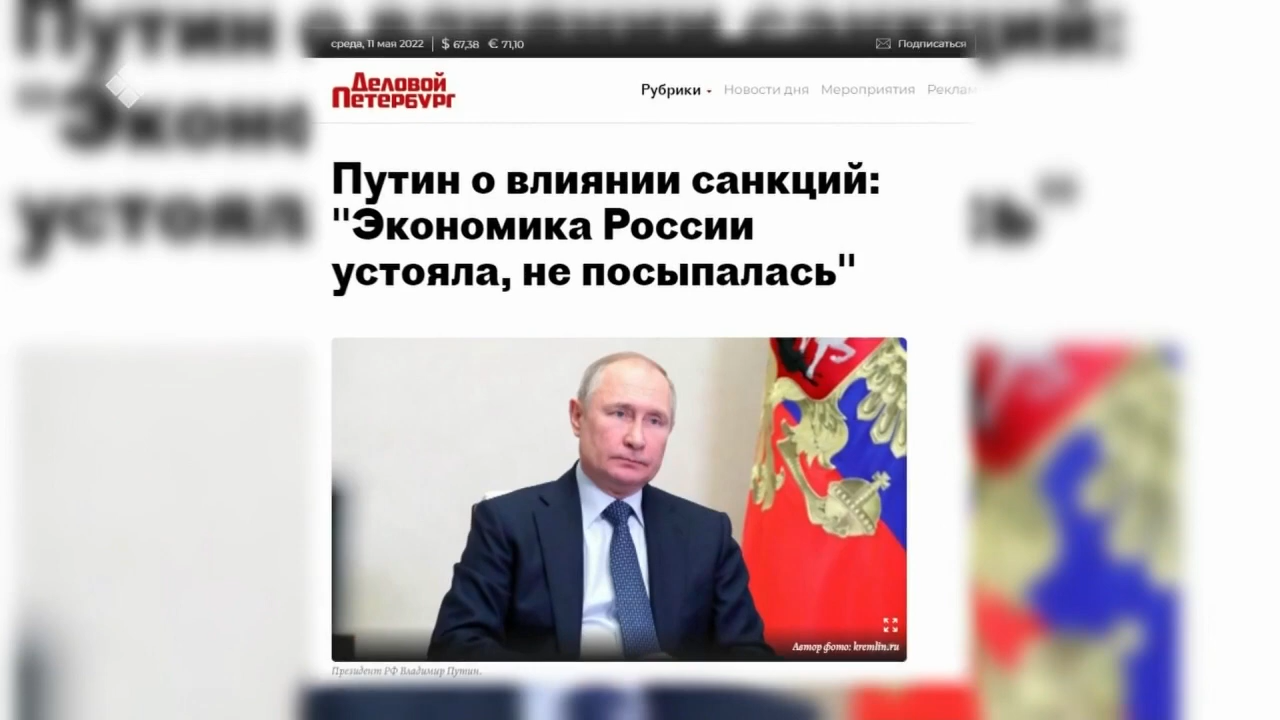 среда, 11 мая 2022 | $ 67,38 € 71,10 Подписаться
Деловой
Петербург
Рубрики Новости дня Мероприятия Реклам
Путин о влиянии санкций:
"Экономика России
устояла, не посыпалась"
Автор фото: kremlin.ru
Президент РФ Владимир Путин.